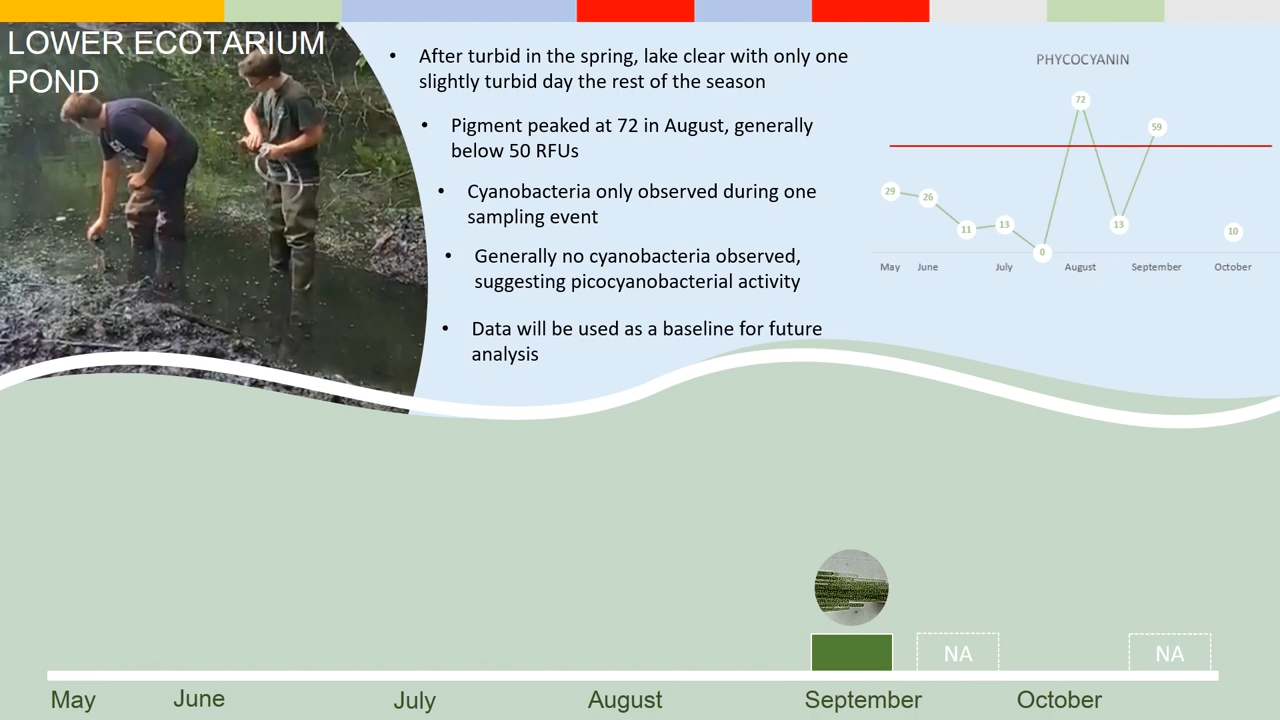 LOWER ECOTARIUM
POND
• After turbid in the spring, lake clear with only one
slightly turbid day the rest of the season
• Pigment peaked at 72 in August, generally
below 50 RFUs
• Cyanobacteria only observed during one
sampling event
• Generally no cyanobacteria observed,
suggesting picocyanobacterial activity
• Data will be used as a baseline for future
analysis
PHYCOCYANIN
72
59
29
26
11
13
0
13
10
May June July August September October
NA NA
May June July August September October